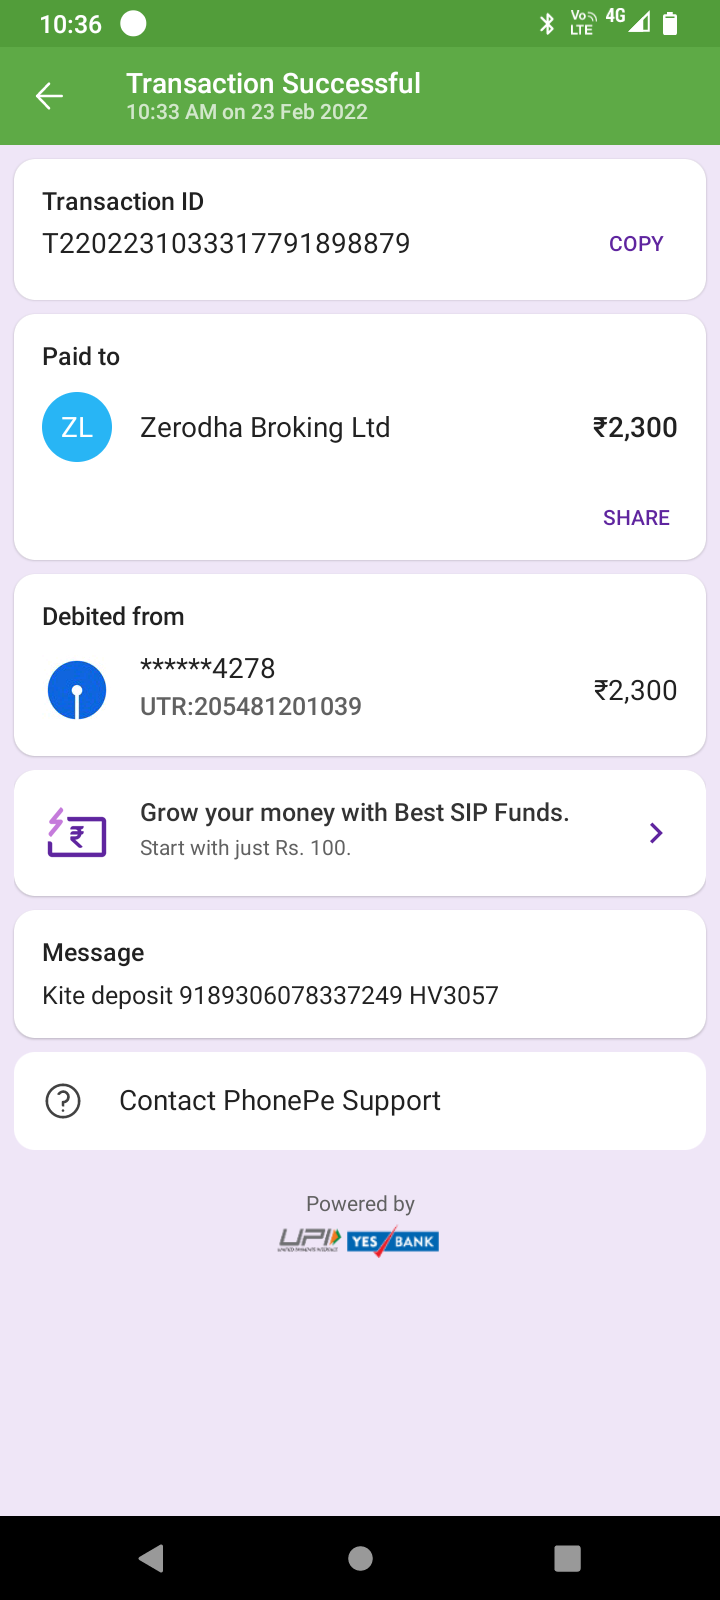 10:36
Vo LTE 4G
Transaction Successful
10:33 AM on 23 Feb 2022
Transaction ID
T2202231033317791898879
COPY
Paid to
ZL
Zerodha Broking Ltd
₹2,300
SHARE
Debited from
******4278
UTR:205481201039
₹2,300
Grow your money with Best SIP Funds.
Start with just Rs. 100.
Message
Kite deposit 9189306078337249 HV3057
Contact PhonePe Support
Powered by
UPI YES BANK
UNIFIED PAYMENTS INTERFACE